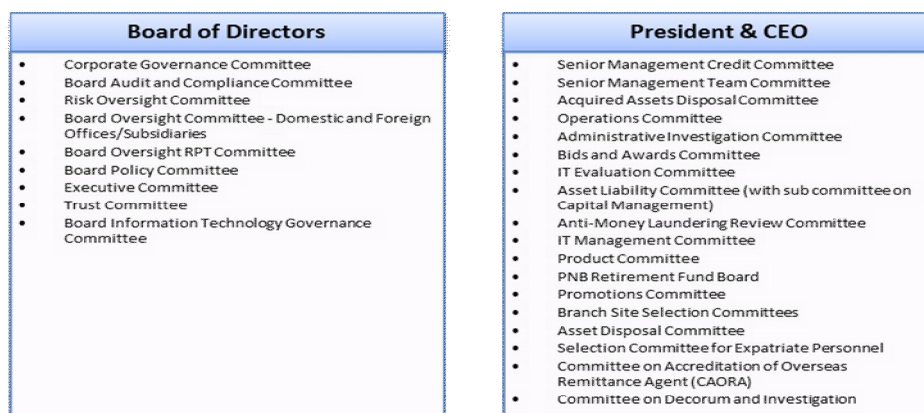 Board of Directors
• Corporate Governance Committee
• Board Audit and Compliance Committee
• Risk Oversight Committee
• Board Oversight Committee - Domestic and Foreign
Offices/Subsidiaries
• Board Oversight RPT Committee
• Board Policy Committee
• Executive Committee
• Trust Committee
• Board Information Technology Governance
Committee
President & CEO
• Senior Management Credit Committee
• Senior Management Team Committee
• Acquired Assets Disposal Committee
• Operations Committee
• Administrative Investigation Committee
• Bids and Awards Committee
• IT Evaluation Committee
• Asset Liability Committee (with sub committee on
Capital Management)
• Anti-Money Laundering Review Committee
• IT Management Committee
• Product Committee
• PNB Retirement Fund Board
• Promotions Committee
• Branch Site Selection Committees
• Asset Disposal Committee
• Selection Committee for Expatriate Personnel
• Committee on Accreditation of Overseas
Remittance Agent (CAORA)
• Committee on Decorum and Investigation